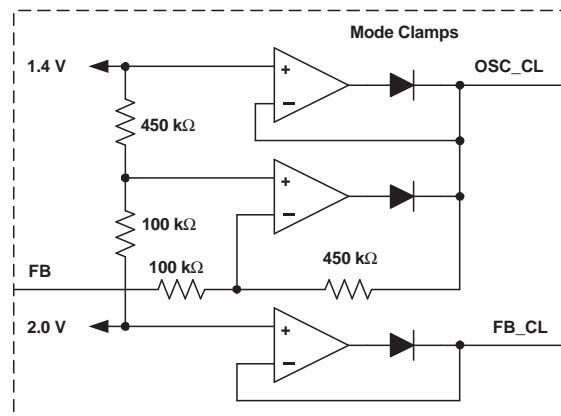 Mode Clamps
1.4 V
+
−
OSC_CL
450 kΩ
+
−
100 kΩ
FB
100 kΩ
450 kΩ
2.0 V
+
−
FB_CL